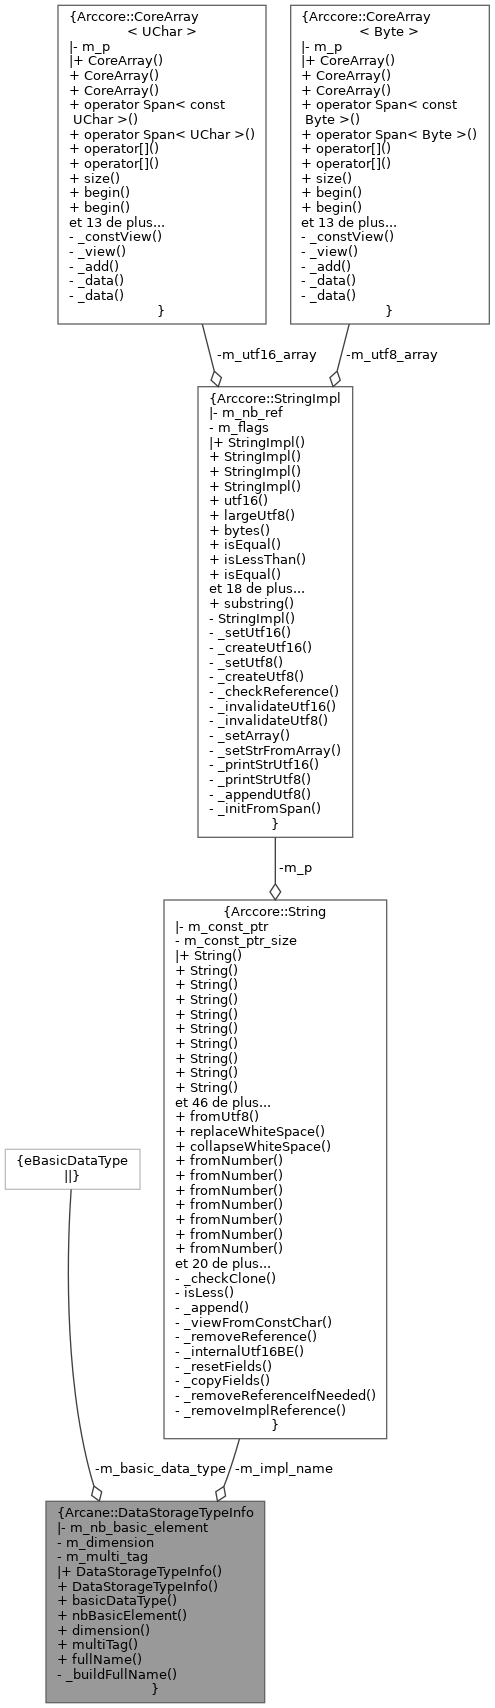 {Arccore::CoreArray
< UChar >
|- m_p
|+ CoreArray()
+ CoreArray()
+ CoreArray()
+ operator Span< const
UChar >()
+ operator Span< UChar >()
+ operator[]()
+ operator[]()
+ size()
+ begin()
+ begin()
et 13 de plus...
- _constView()
- _view()
- _add()
- _data()
- _data()
}
{Arccore::CoreArray
< Byte >
|- m_p
|+ CoreArray()
+ CoreArray()
+ CoreArray()
+ operator Span< const
Byte >()
+ operator Span< Byte >()
+ operator[]()
+ operator[]()
+ size()
+ begin()
+ begin()
et 13 de plus...
- _constView()
- _view()
- _add()
- _data()
- _data()
}
-m_utf16_array
-m_utf8_array
{Arccore::StringImpl
|- m_nb_ref
- m_flags
|+ StringImpl()
+ StringImpl()
+ StringImpl()
+ StringImpl()
+ utf16()
+ largeUtf8()
+ bytes()
+ isEqual()
+ isLessThan()
+ isEqual()
et 18 de plus...
+ substring()
- StringImpl()
- _setUtf16()
- _createUtf16()
- _setUtf8()
- _createUtf8()
- _checkReference()
- _invalidateUtf16()
- _invalidateUtf8()
- _setArray()
- _setStrFromArray()
- _printStrUtf16()
- _printStrUtf8()
- _appendUtf8()
- _initFromSpan()
}
-m_p
{Arccore::String
|- m_const_ptr
- m_const_ptr_size
|+ String()
+ String()
+ String()
+ String()
+ String()
+ String()
+ String()
+ String()
+ String()
+ String()
et 46 de plus...
+ fromUtf8()
+ replaceWhiteSpace()
+ collapseWhiteSpace()
+ fromNumber()
+ fromNumber()
+ fromNumber()
+ fromNumber()
+ fromNumber()
+ fromNumber()
+ fromNumber()
et 20 de plus...
- _checkClone()
- isLess()
- _append()
- _viewFromConstChar()
- _removeReference()
- _internalUtf16BE()
- _resetFields()
- _copyFields()
- _removeReferenceIfNeeded()
- _removeImplReference()
}
{eBasicDataType
||}
-m_basic_data_type
-m_impl_name
{Arcane::DataStorageTypeInfo
|- m_nb_basic_element
- m_dimension
- m_multi_tag
|+ DataStorageTypeInfo()
+ DataStorageTypeInfo()
+ basicDataType()
+ nbBasicElement()
+ dimension()
+ multiTag()
+ fullName()
- _buildFullName()
}